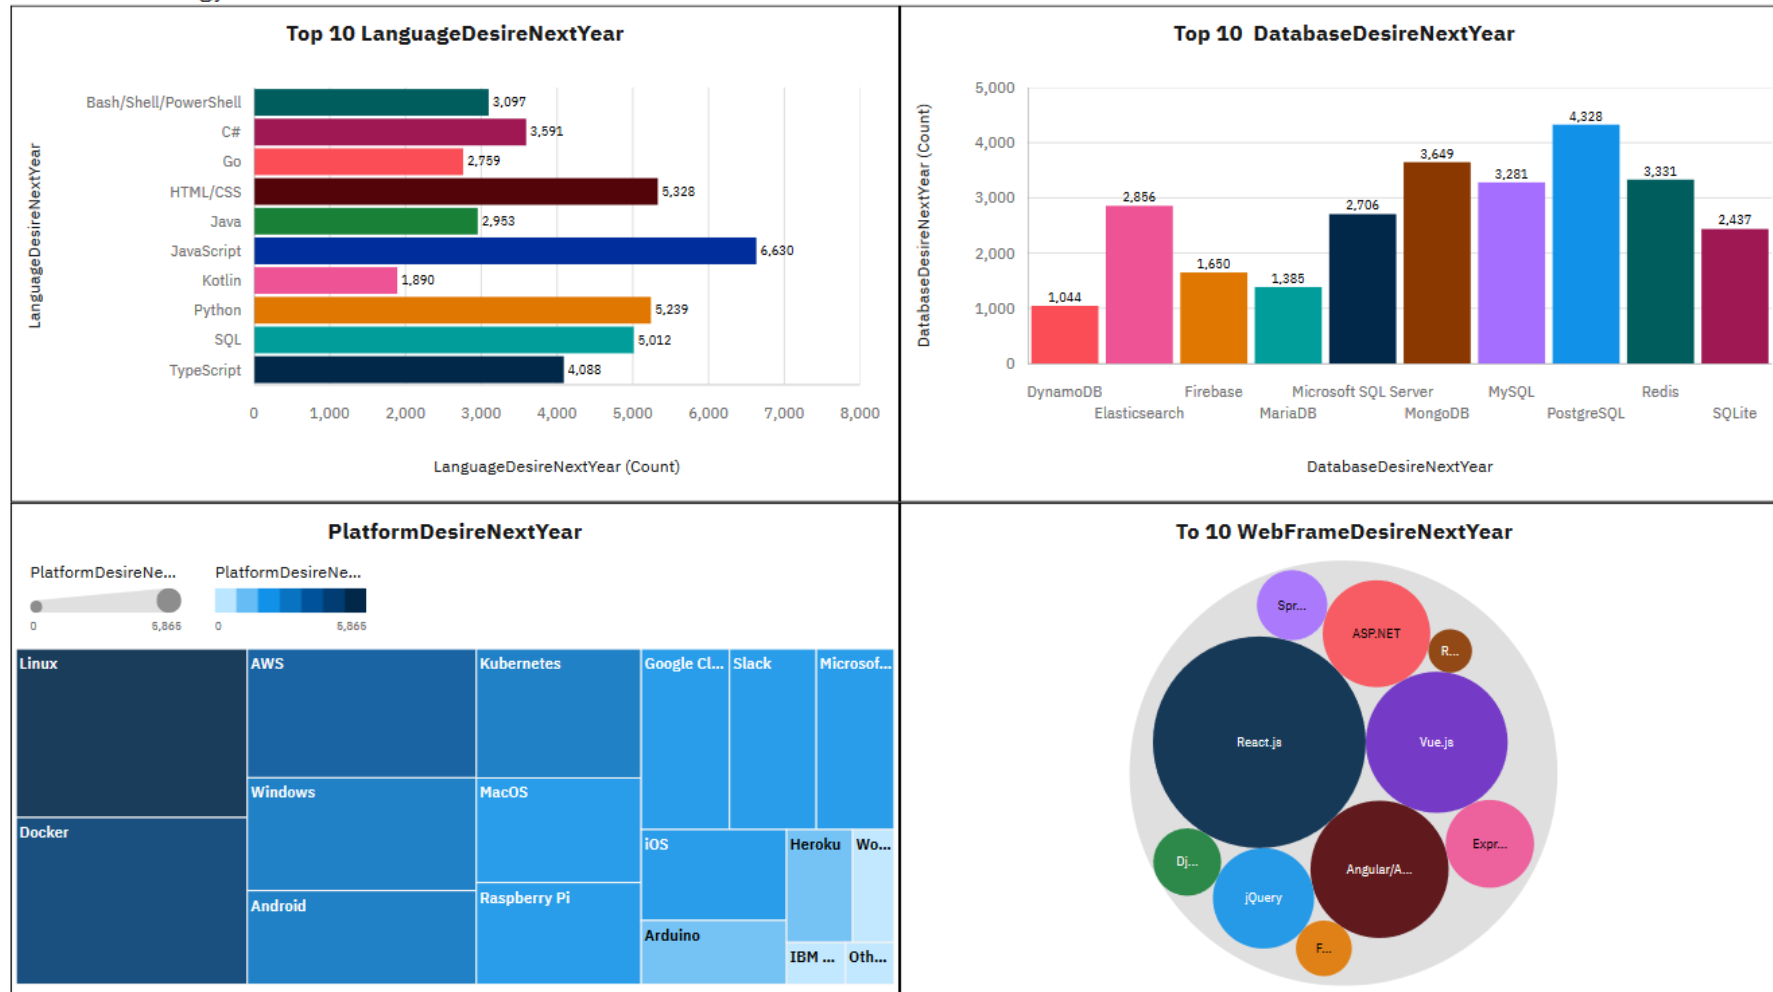 Top 10 LanguageDesireNextYear
LanguageDesireNextYear
Bash/Shell/PowerShell 3,097
C# 3,591
Go 2,759
HTML/CSS 5,328
Java 2,953
JavaScript 6,630
Kotlin 1,890
Python 5,239
SQL 5,012
TypeScript 4,088
0 1,000 2,000 3,000 4,000 5,000 6,000 7,000 8,000
LanguageDesireNextYear (Count)
Top 10 DatabaseDesireNextYear
DatabaseDesireNextYear (Count)
5,000
4,000
3,000
2,000
1,000
0
1,044 2,856 1,650 1,385 2,706 3,649 3,281 4,328 3,331 2,437
DynamoDB Firebase Microsoft SQL Server MySQL Redis
Elasticsearch MariaDB MongoDB PostgreSQL SQLite
DatabaseDesireNextYear
PlatformDesireNextYear
PlatformDesireNe... PlatformDesireNe...
0 5,865 0 5,865
Linux AWS Kubernetes Google Cl... Slack Microsof...
Windows MacOS
Docker iOS Heroku Wo...
Android Raspberry Pi
Arduino IBM ... Oth...
To 10 WebFrameDesireNextYear
Spr...
ASP.NET
R...
React.js Vue.js
Expr...
Dj... Angular/A...
jQuery
F...